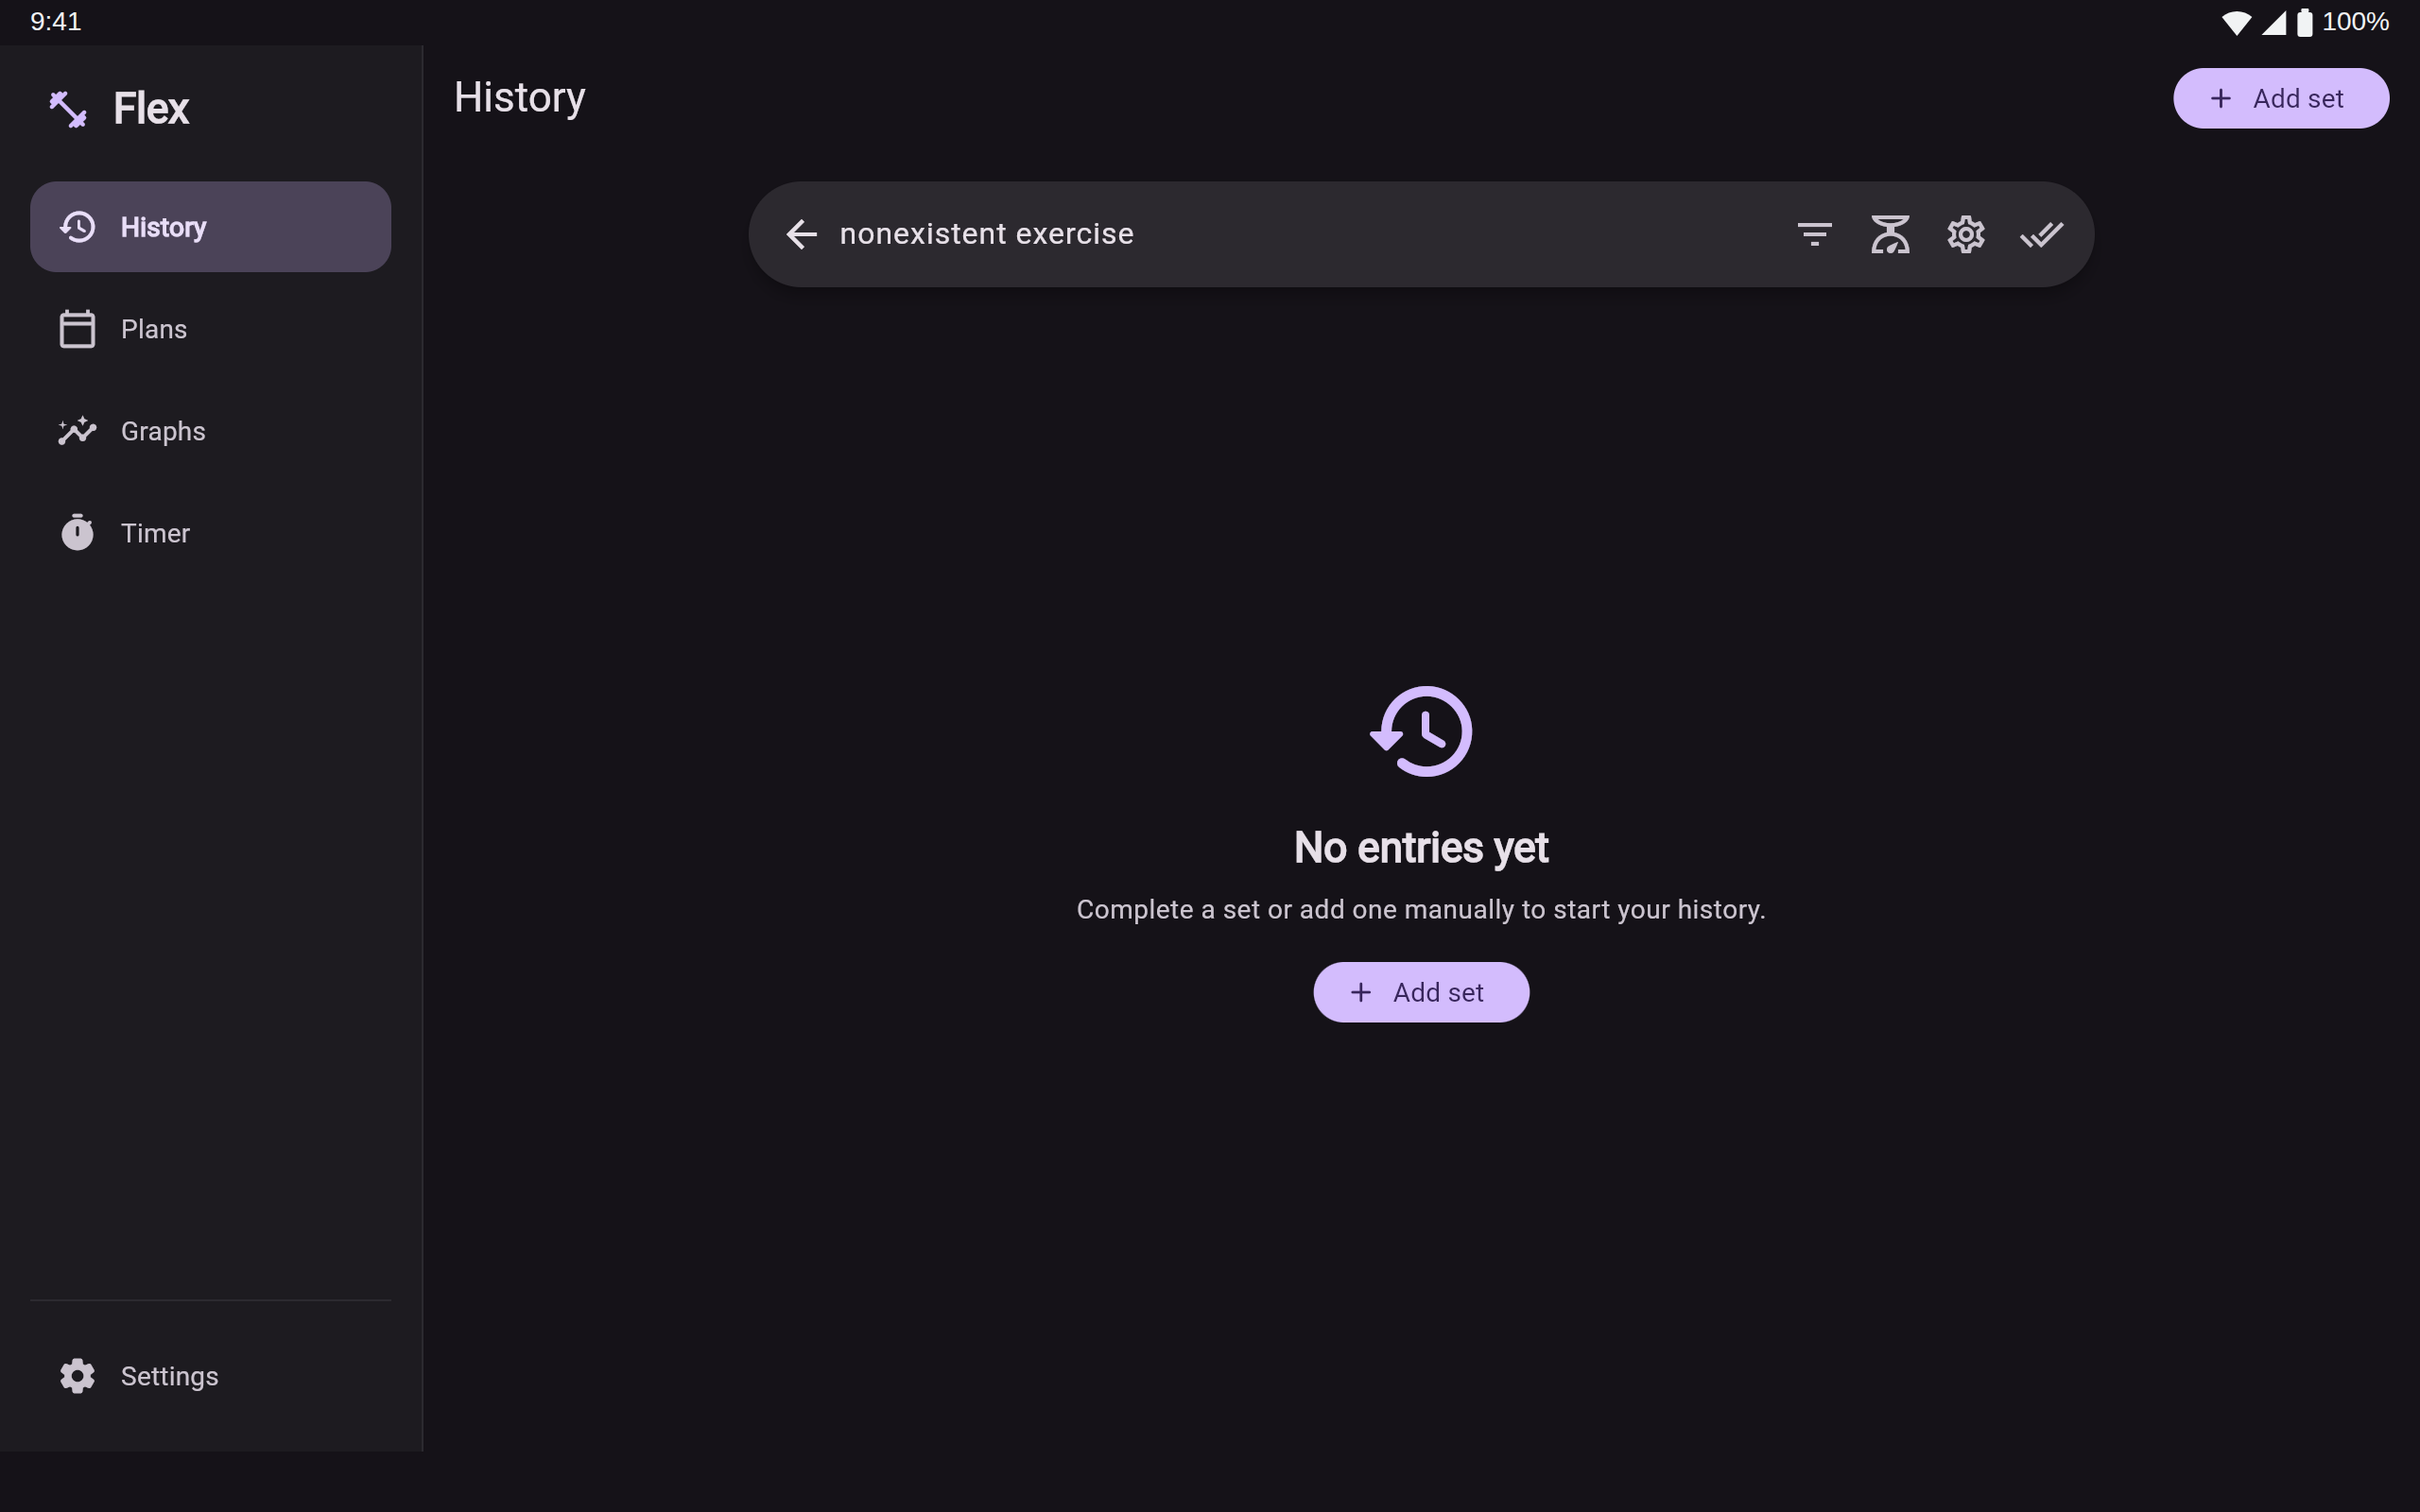 9:41
100%
Flex
History
Add set
History
nonexistent exercise
Plans
Graphs
Timer
No entries yet
Complete a set or add one manually to start your history.
Add set
Settings